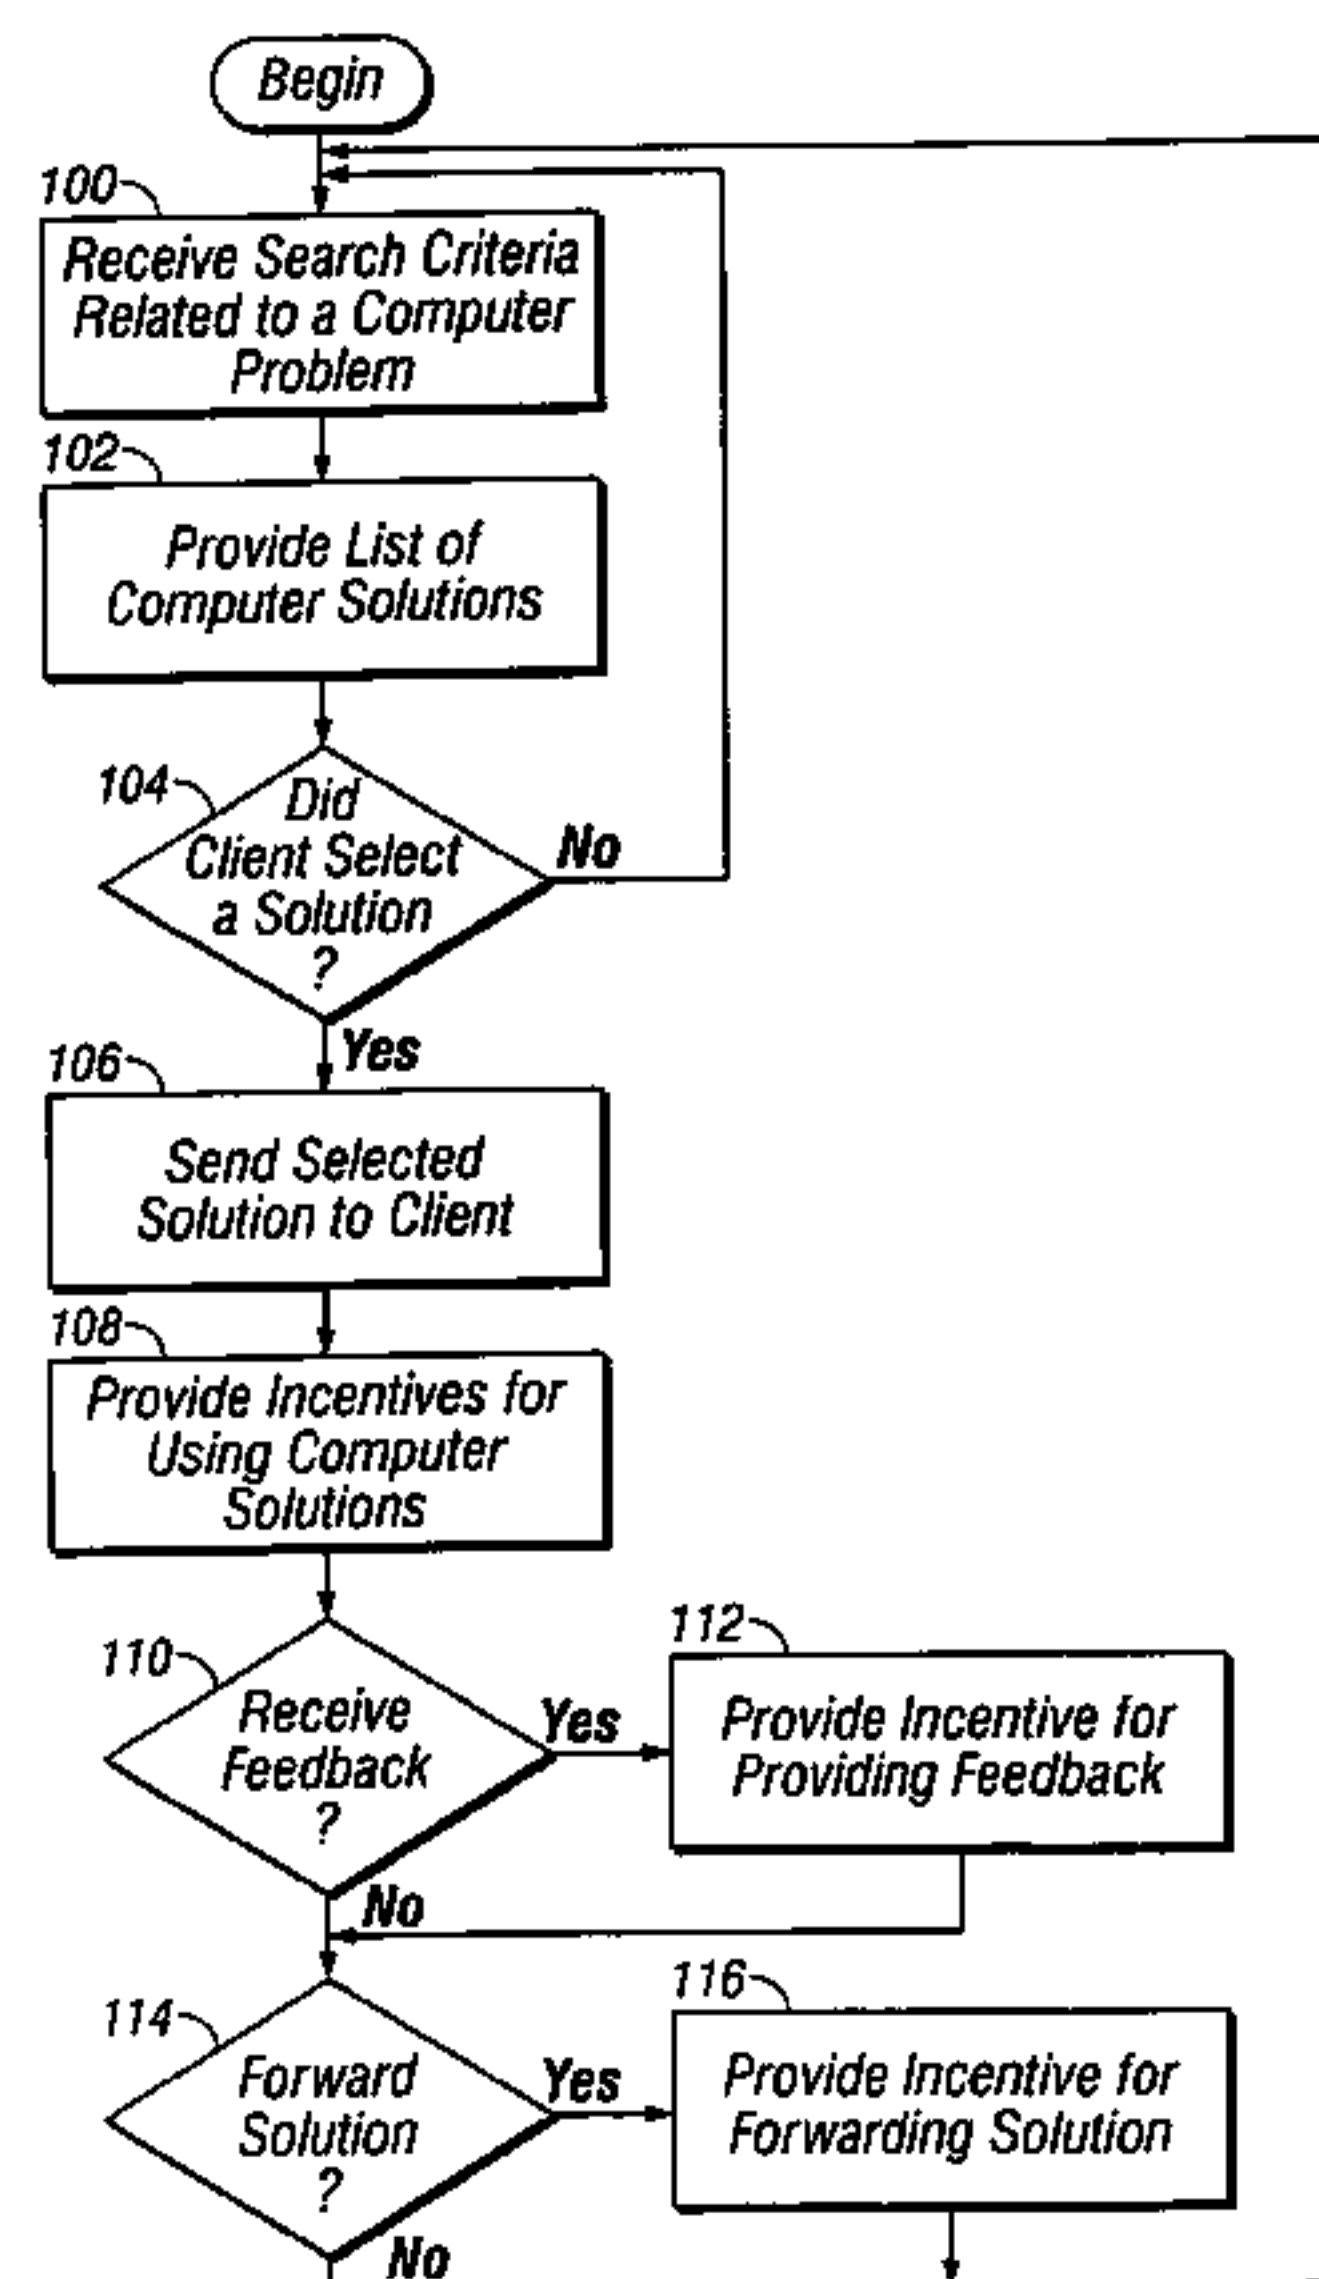 Begin
100
Receive Search Criteria
Related to a Computer
Problem
102
Provide List of
Computer Solutions
104
Did
Client Select
a Solution
?
No
Yes
106
Send Selected
Solution to Client
108
Provide Incentives for
Using Computer
Solutions
110
Receive
Feedback
?
Yes
112
Provide Incentive for
Providing Feedback
No
114
Forward
Solution
?
Yes
116
Provide Incentive for
Forwarding Solution
No